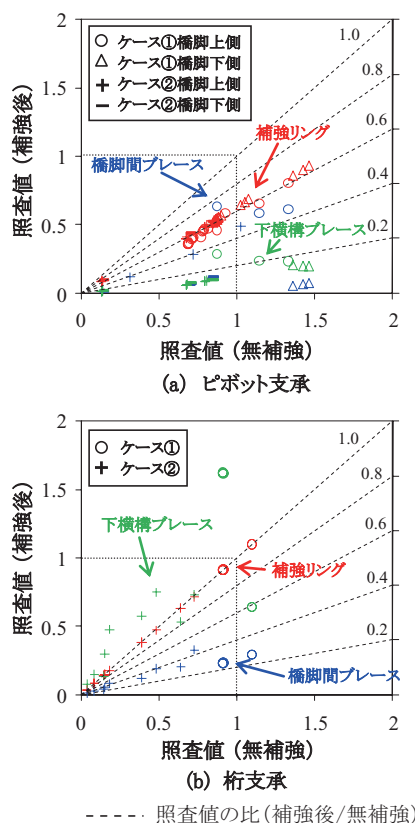 2
1.5
1
0.5
0
照査値 (補強後)
○ ケース①橋脚上側
△ ケース①橋脚下側
+ ケース②橋脚上側
- ケース②橋脚下側
1.0
0.8
0.6
0.4
0.2
補強リング
橋脚間ブレース
下横構ブレース
0
0.5
1
1.5
2
照査値 (無補強)
(a) ピボット支承
2
1.5
1
0.5
0
照査値 (補強後)
○ ケース①
+ ケース②
1.0
0.8
0.6
0.4
0.2
下横構ブレース
補強リング
橋脚間ブレース
0
0.5
1
1.5
2
照査値 (無補強)
(b) 桁支承
----- 照査値の比(補強後/無補強)